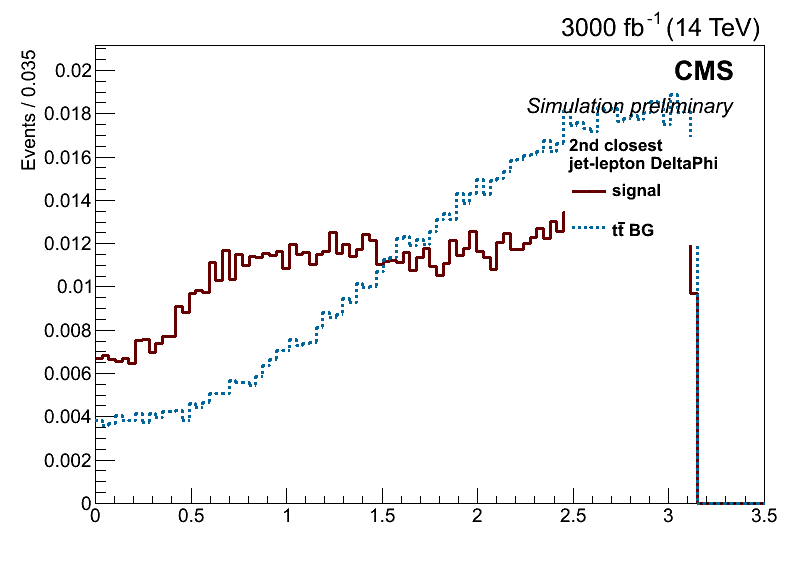 3000 fb⁻¹ (14 TeV)
CMS
Simulation preliminary
Events / 0.035
0.02
0.018
0.016
0.014
0.012
0.01
0.008
0.006
0.004
0.002
0
2nd closest
jet-lepton DeltaPhi
signal
tt̄ BG
0 0.5 1 1.5 2 2.5 3 3.5